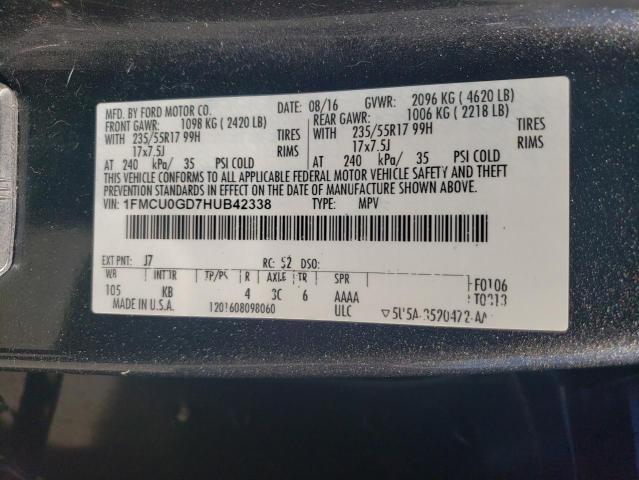 MFD. BY FORD MOTOR CO.
DATE: 08/16 GVWR: 2096 KG ( 4620 LB)
FRONT GAWR: 1098 KG ( 2420 LB) REAR GAWR: 1006 KG ( 2218 LB)
WITH 235/55R17 99H TIRES WITH 235/55R17 99H TIRES
17x7.5J RIMS 17x7.5J RIMS
AT 240 kPa/ 35 PSI COLD AT 240 kPa/ 35 PSI COLD
THIS VEHICLE CONFORMS TO ALL APPLICABLE FEDERAL MOTOR VEHICLE SAFETY AND THEFT
PREVENTION STANDARDS IN EFFECT ON THE DATE OF MANUFACTURE SHOWN ABOVE.
VIN: 1FMCU0GD7HUB42338 TYPE: MPV
EXT PNT: J7 RC: 52 DSO:
WB INT TR TP/PS R AXLE TR SPR F0106
105 KB 4 3C 6 AAAA
MADE IN U.S.A. 1201608098060 ULC